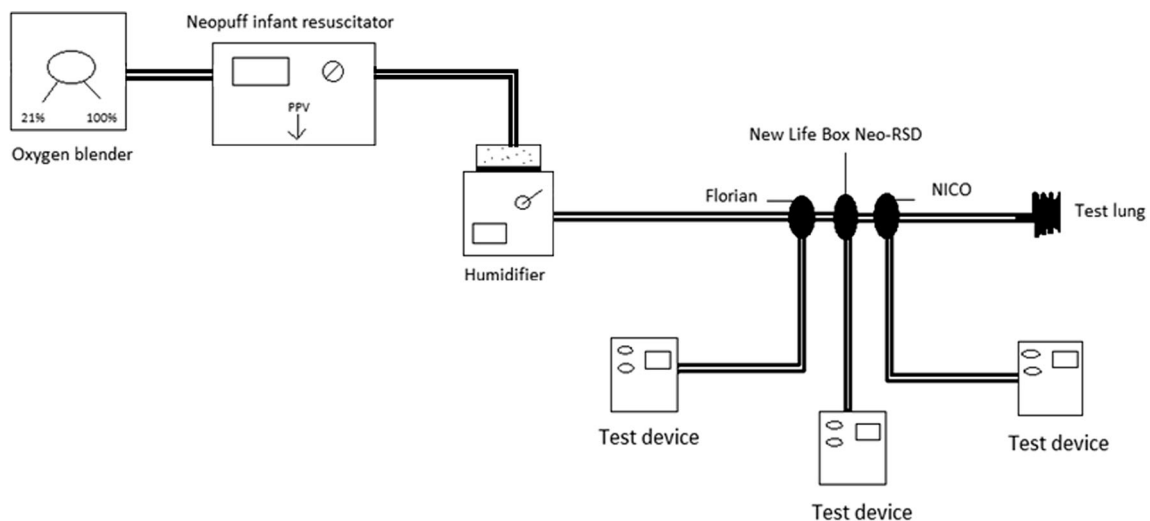 Neopuff infant resuscitator
21%
100%
PPV
Oxygen blender
New Life Box Neo-RSD
Florian
NICO
Test lung
Humidifier
Test device
Test device
Test device